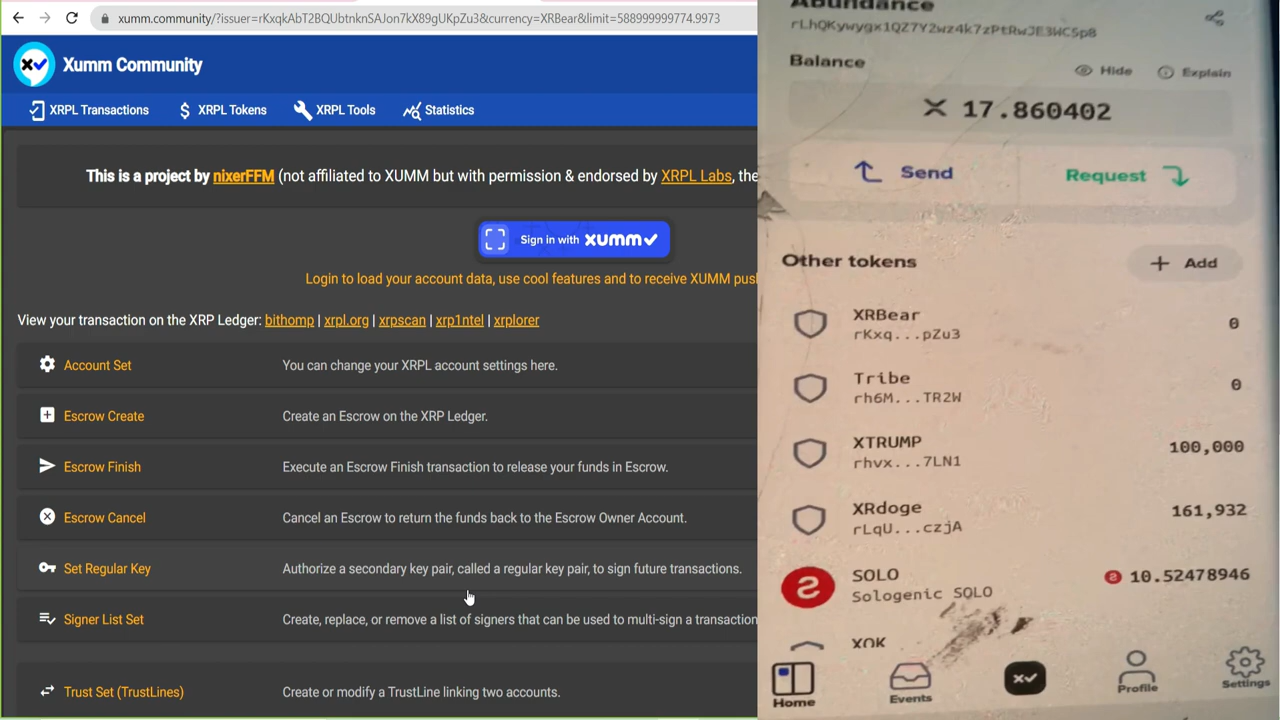 xumm.community/?issuer=rKxqkAbT2BQUbtnknSAJon7kX89gUKpZu3&currency=XRBear&limit=588999999774.9973
Xumm Community
XRPL Transactions
XRPL Tokens
XRPL Tools
Statistics
This is a project by nixerFFM (not affiliated to XUMM but with permission & endorsed by XRPL Labs, the
Sign in with XUMM
Login to load your account data, use cool features and to receive XUMM pus
View your transaction on the XRP Ledger: bithomp | xrpl.org | xrpscan | xrp1ntel | xrplorer
Account Set You can change your XRPL account settings here.
Escrow Create Create an Escrow on the XRP Ledger.
Escrow Finish Execute an Escrow Finish transaction to release your funds in Escrow.
Escrow Cancel Cancel an Escrow to return the funds back to the Escrow Owner Account.
Set Regular Key Authorize a secondary key pair, called a regular key pair, to sign future transactions.
Signer List Set Create, replace, or remove a list of signers that can be used to multi-sign a transaction
Trust Set (TrustLines) Create or modify a TrustLine linking two accounts.
Abundance
rLhQKywygx1QZ7Y2wz4k7zPtRwJE3WC5p8
Balance
Hide
Explain
17.860402
Send
Request
Other tokens
+ Add
XRBear
rKxq...pZu3
0
Tribe
rh6M...TR2W
0
XTRUMP
rhvx...7LN1
100,000
XRdoge
rLqU...czjA
161,932
SOLO
Sologenic SOLO
10.52478946
XQK
Home
Events
Profile
Settings